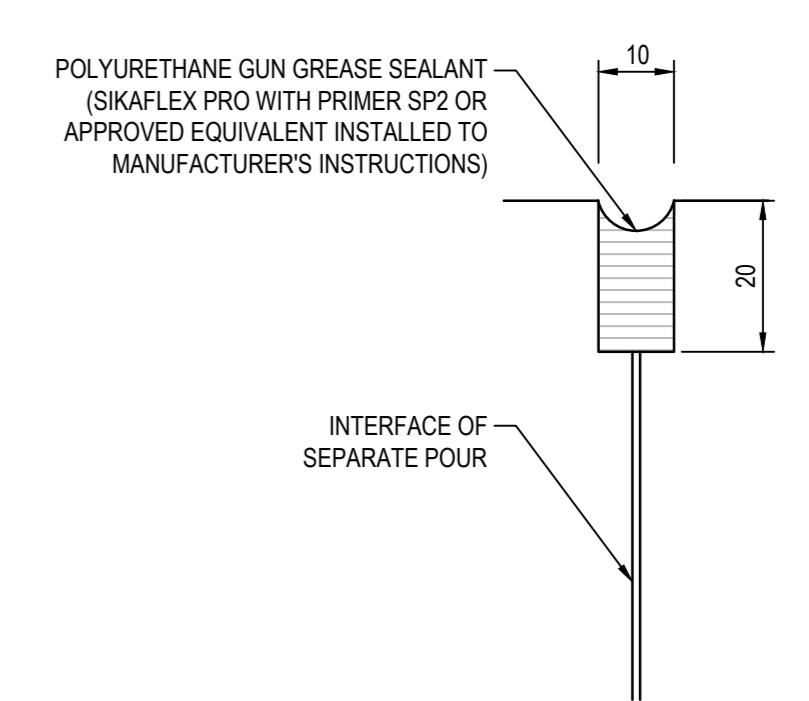 POLYURETHANE GUN GREASE SEALANT
(SIKAFLEX PRO WITH PRIMER SP2 OR
APPROVED EQUIVALENT INSTALLED TO
MANUFACTURER'S INSTRUCTIONS)
10
20
INTERFACE OF
SEPARATE POUR